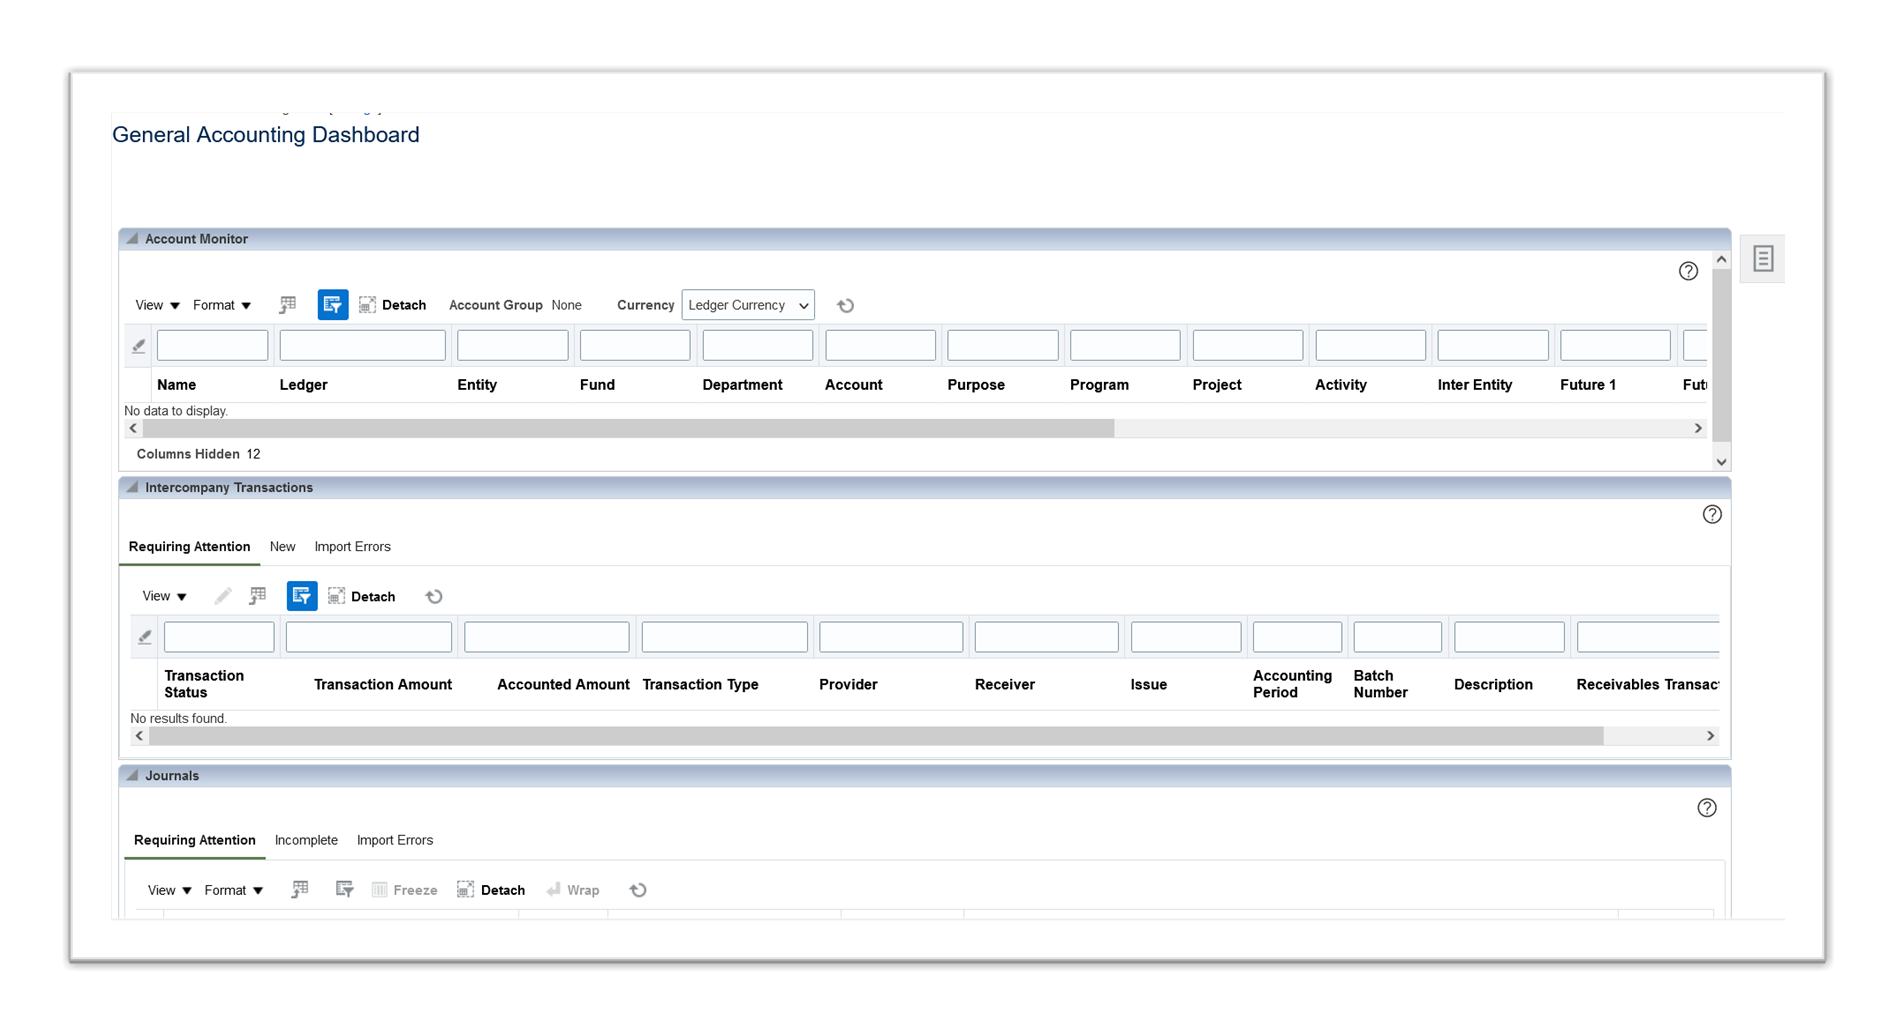 General Accounting Dashboard
Account Monitor
View Format Detach Account Group None Currency Ledger Currency
Name Ledger Entity Fund Department Account Purpose Program Project Activity Inter Entity Future 1
No data to display.
Columns Hidden 12
Intercompany Transactions
Requiring Attention New Import Errors
View Detach
Transaction Status Transaction Amount Accounted Amount Transaction Type Provider Receiver Issue Accounting Period Batch Number Description Receivables
No results found.
Journals
Requiring Attention Incomplete Import Errors
View Format Freeze Detach Wrap